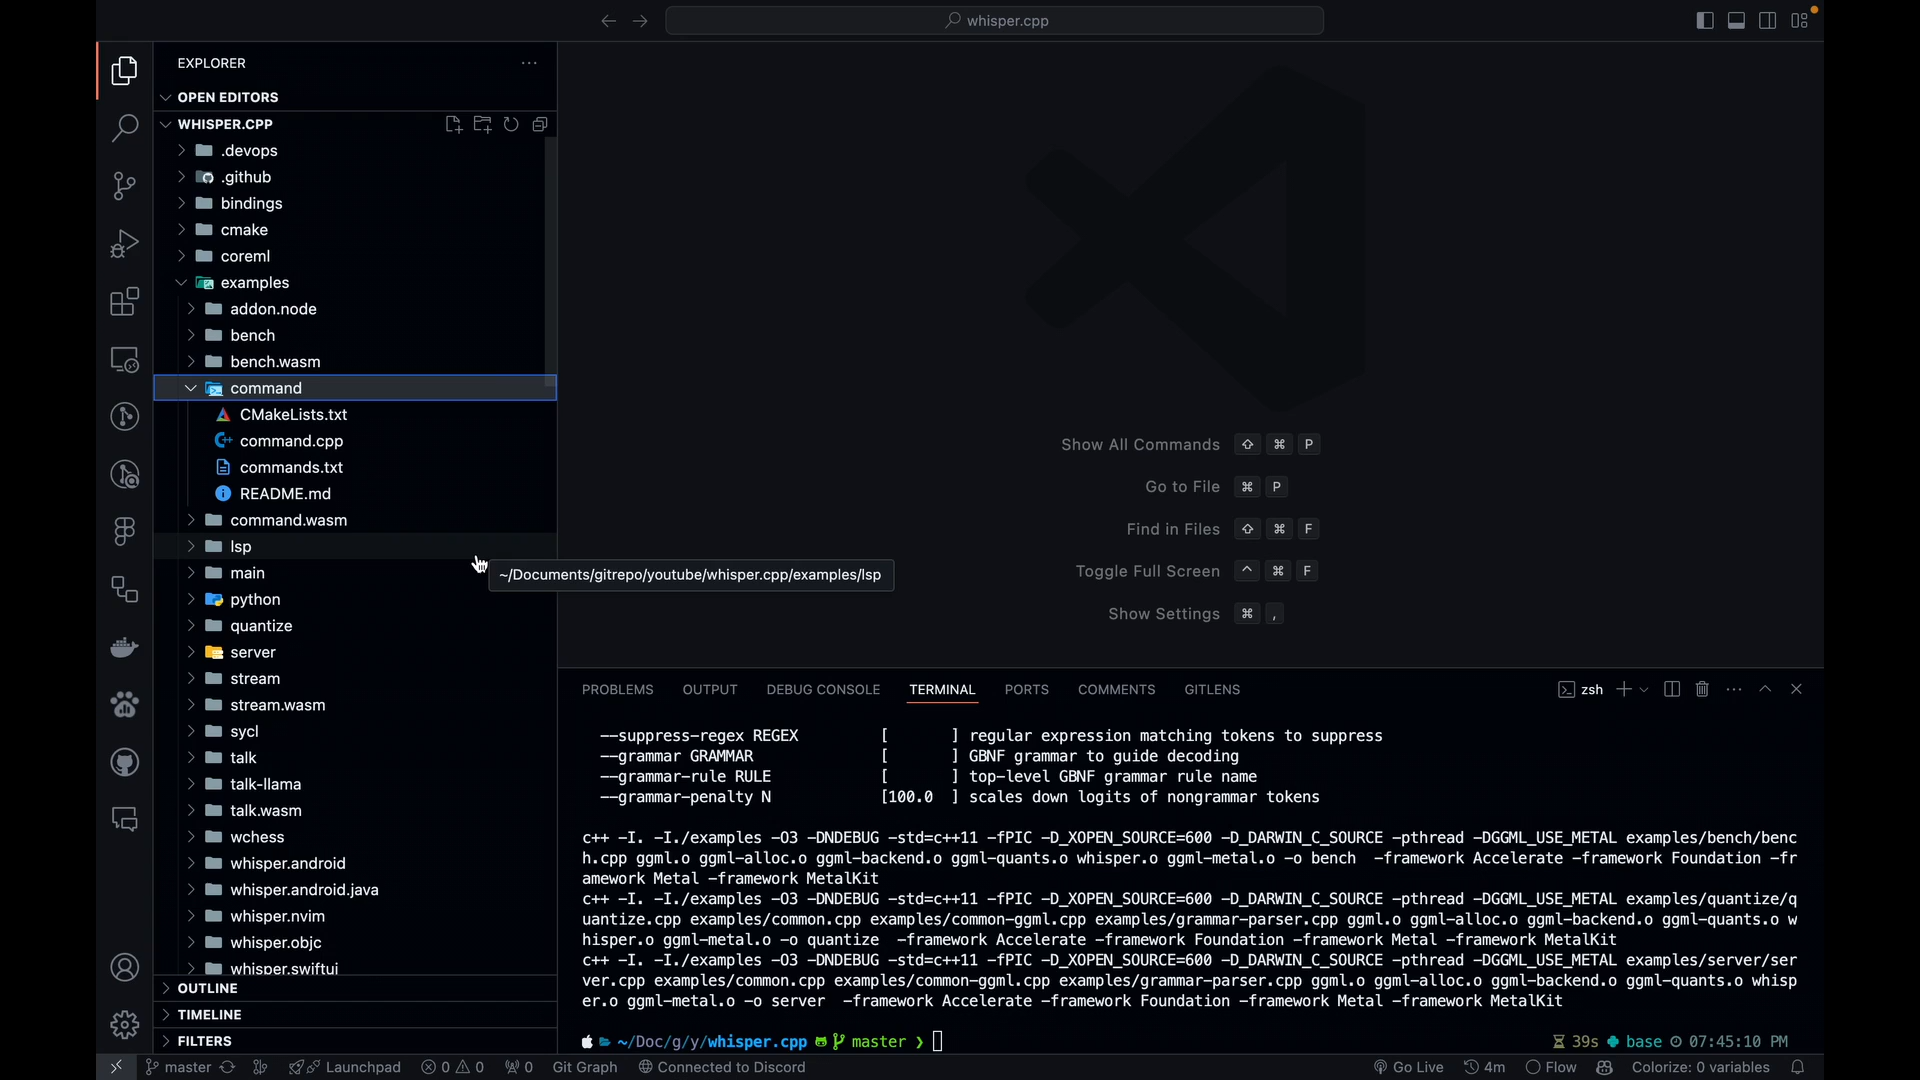 whisper.cpp
EXPLORER
OPEN EDITORS
WHISPER.CPP
.devops
.github
bindings
cmake
coreml
examples
addon.node
bench
bench.wasm
command
CMakeLists.txt
command.cpp
commands.txt
README.md
command.wasm
lsp
main
python
quantize
server
stream
stream.wasm
sycl
talk
talk-llama
talk.wasm
wchess
whisper.android
whisper.android.java
whisper.nvim
whisper.objc
whisper.swiftui
OUTLINE
TIMELINE
FILTERS
~/Documents/gitrepo/youtube/whisper.cpp/examples/lsp
Show All Commands ⇧ ⌘ P
Go to File ⌘ P
Find in Files ⇧ ⌘ F
Toggle Full Screen ^ ⌘ F
Show Settings ⌘ ,
PROBLEMS OUTPUT DEBUG CONSOLE TERMINAL PORTS COMMENTS GITLENS zsh
--suppress-regex REGEX [ ] regular expression matching tokens to suppress
--grammar GRAMMAR [ ] GBNF grammar to guide decoding
--grammar-rule RULE [ ] top-level GBNF grammar rule name
--grammar-penalty N [100.0 ] scales down logits of nongrammar tokens
c++ -I. -I./examples -O3 -DNDEBUG -std=c++11 -fPIC -D_XOPEN_SOURCE=600 -D_DARWIN_C_SOURCE -pthread -DGGML_USE_METAL examples/bench/benc
h.cpp ggml.o ggml-alloc.o ggml-backend.o ggml-quants.o whisper.o ggml-metal.o -o bench -framework Accelerate -framework Foundation -fr
amework Metal -framework MetalKit
c++ -I. -I./examples -O3 -DNDEBUG -std=c++11 -fPIC -D_XOPEN_SOURCE=600 -D_DARWIN_C_SOURCE -pthread -DGGML_USE_METAL examples/quantize/q
uantize.cpp examples/common.cpp examples/common-ggml.cpp examples/grammar-parser.cpp ggml.o ggml-alloc.o ggml-backend.o ggml-quants.o w
hisper.o ggml-metal.o -o quantize -framework Accelerate -framework Foundation -framework Metal -framework MetalKit
c++ -I. -I./examples -O3 -DNDEBUG -std=c++11 -fPIC -D_XOPEN_SOURCE=600 -D_DARWIN_C_SOURCE -pthread -DGGML_USE_METAL examples/server/ser
ver.cpp examples/common.cpp examples/common-ggml.cpp examples/grammar-parser.cpp ggml.o ggml-alloc.o ggml-backend.o ggml-quants.o whisp
er.o ggml-metal.o -o server -framework Accelerate -framework Foundation -framework Metal -framework MetalKit
~/Doc/g/y/whisper.cpp master ❯ 39s base 07:45:10 PM
master Launchpad 0 0 0 Git Graph Connected to Discord Go Live 4m Flow Colorize: 0 variables